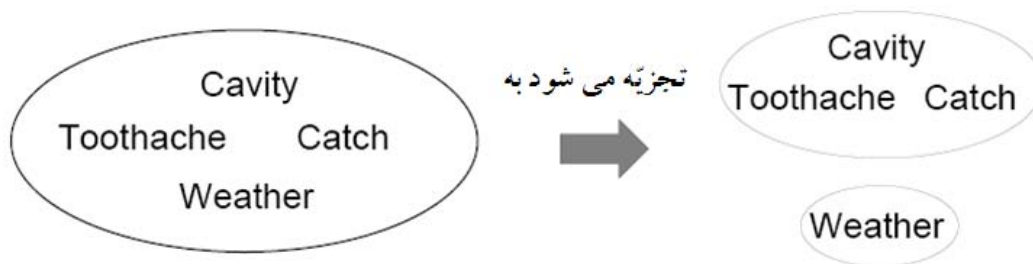 Cavity
Toothache Catch
Weather
تجزیّه می شود به
Cavity
Toothache Catch
Weather